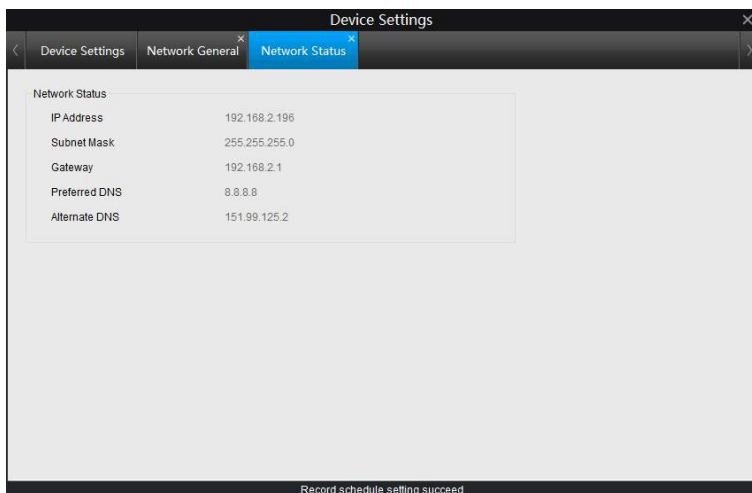 Device Settings
Device Settings Network General Network Status
Network Status
IP Address 192.168.2.196
Subnet Mask 255.255.255.0
Gateway 192.168.2.1
Preferred DNS 8.8.8.8
Alternate DNS 151.99.125.2
Record schedule setting succeed